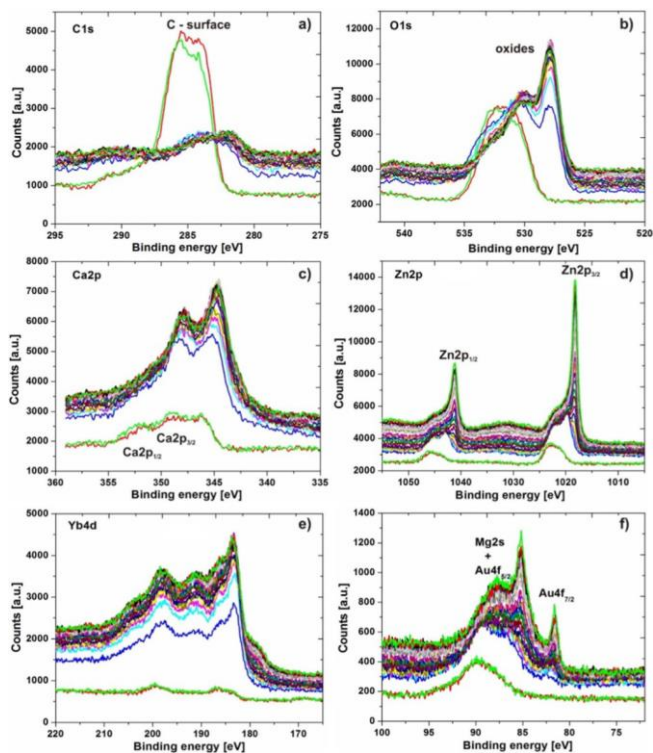 C1s
C - surface
a)
5000
4000
3000
2000
1000
0
Counts [a.u.]
295
290
285
280
275
Binding energy [eV]
O1s
oxides
b)
12000
10000
8000
6000
4000
2000
Counts [a.u.]
540
535
530
525
520
Binding energy [eV]
Ca2p
c)
8000
7000
6000
5000
4000
3000
2000
1000
Counts [a.u.]
Ca2p1/2
Ca2p3/2
360
355
350
345
340
335
Binding energy [eV]
Zn2p
Zn2p3/2
d)
Zn2p1/2
14000
12000
10000
8000
6000
4000
2000
Counts [a.u.]
1050
1040
1030
1020
1010
Binding energy [eV]
Yb4d
e)
5000
4000
3000
2000
1000
0
Counts [a.u.]
220
210
200
190
180
170
Binding energy [eV]
f)
Mg2s
+
Au4f5/2
Au4f7/2
1400
1200
1000
800
600
400
200
0
Counts [a.u.]
100
95
90
85
80
75
Binding energy [eV]